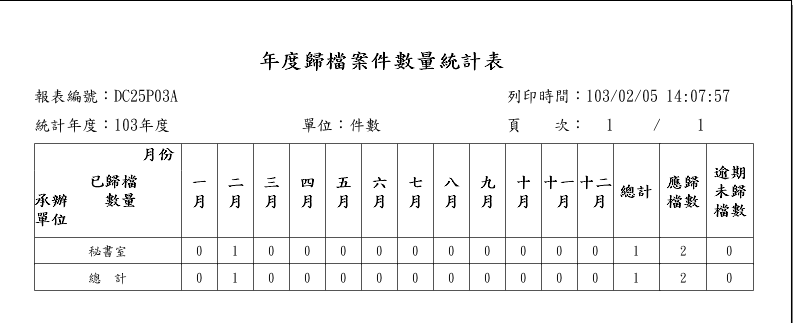 年度歸檔案件數量統計表
報表編號：DC25P03A 列印時間：103/02/05 14:07:57
統計年度：103年度 單位：件數 頁 次： 1 / 1
月份
已歸檔數量
承辦單位
一月 二月 三月 四月 五月 六月 七月 八月 九月 十月 十一月 十二月 總計 應歸檔數 逾期未歸檔數
秘書室 0 1 0 0 0 0 0 0 0 0 0 0 1 2 0
總 計 0 1 0 0 0 0 0 0 0 0 0 0 1 2 0